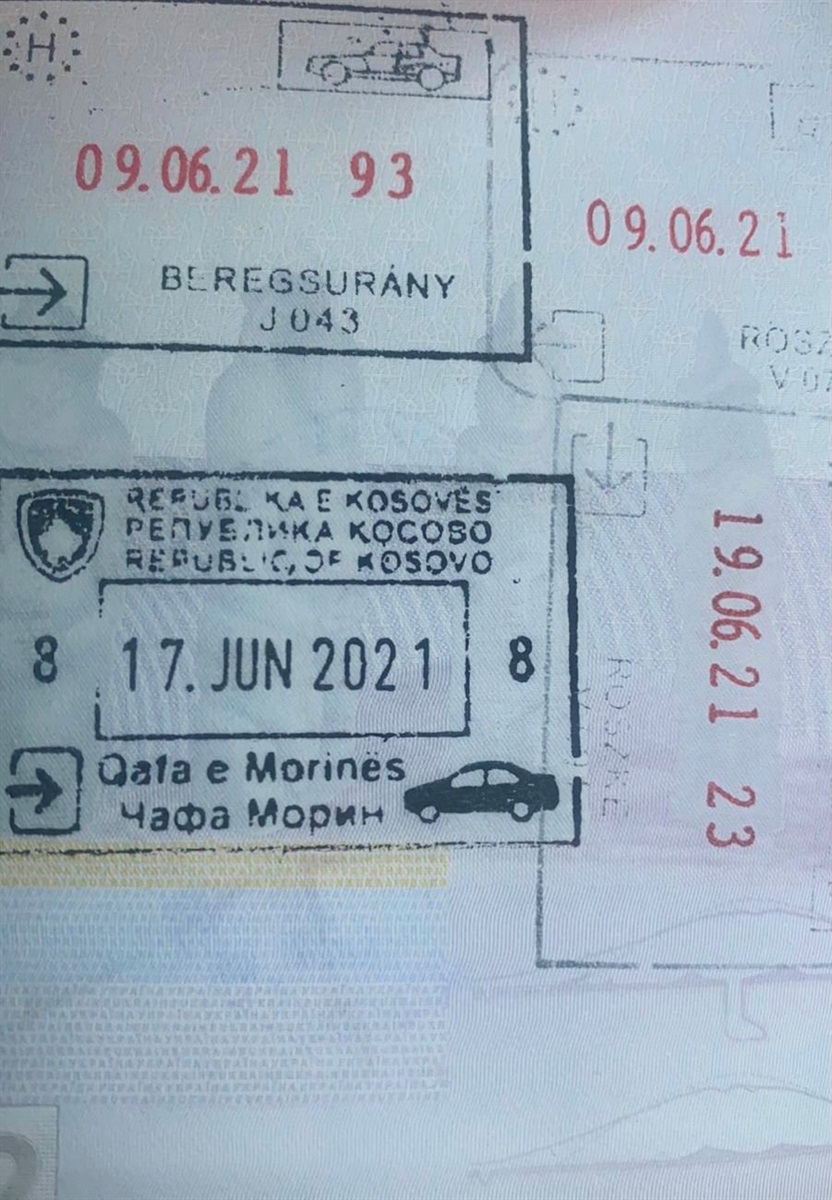 H
09.06.21 93
BEREGSURÁNY
J 043
09.06.21
REPUBLIKA E KOSOVËS
РЕПУБЛИКА КОСОВО
REPUBLIC OF KOSOVO
8 17. JUN 2021 8
Qafa e Morinës
Чафа Морин
19.06.21 23
RÖSZKE